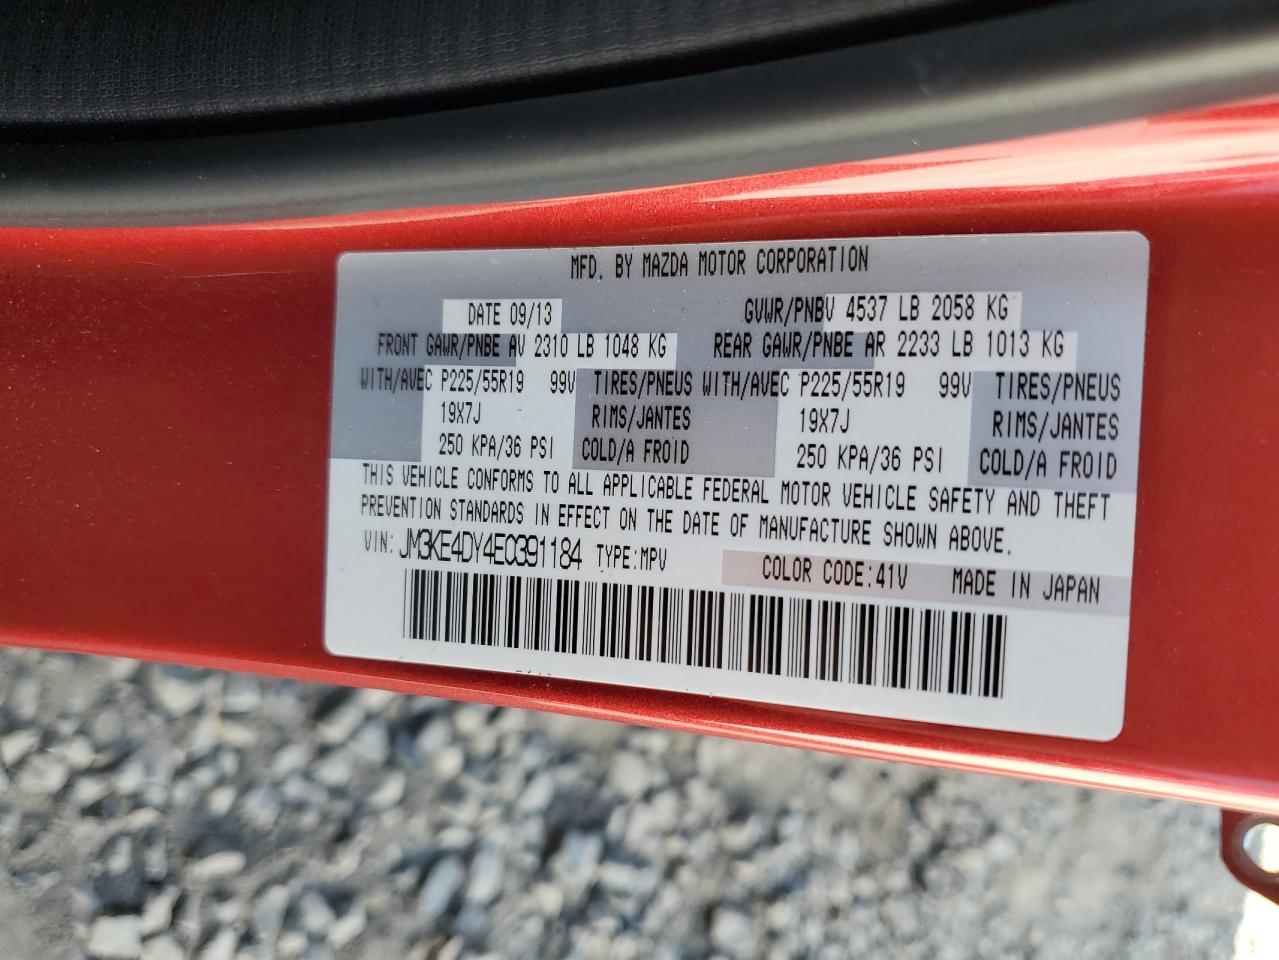 MFD. BY MAZDA MOTOR CORPORATION
DATE 09/13 GVWR/PNBV 4537 LB 2058 KG
FRONT GAWR/PNBE AV 2310 LB 1048 KG REAR GAWR/PNBE AR 2233 LB 1013 KG
WITH/AVEC P225/55R19 99V TIRES/PNEUS WITH/AVEC P225/55R19 99V TIRES/PNEUS
19X7J RIMS/JANTES 19X7J RIMS/JANTES
250 KPA/36 PSI COLD/A FROID 250 KPA/36 PSI COLD/A FROID
THIS VEHICLE CONFORMS TO ALL APPLICABLE FEDERAL MOTOR VEHICLE SAFETY AND THEFT
PREVENTION STANDARDS IN EFFECT ON THE DATE OF MANUFACTURE SHOWN ABOVE.
VIN: JM3KE4DY4E0391184 TYPE:MPV COLOR CODE:41V MADE IN JAPAN